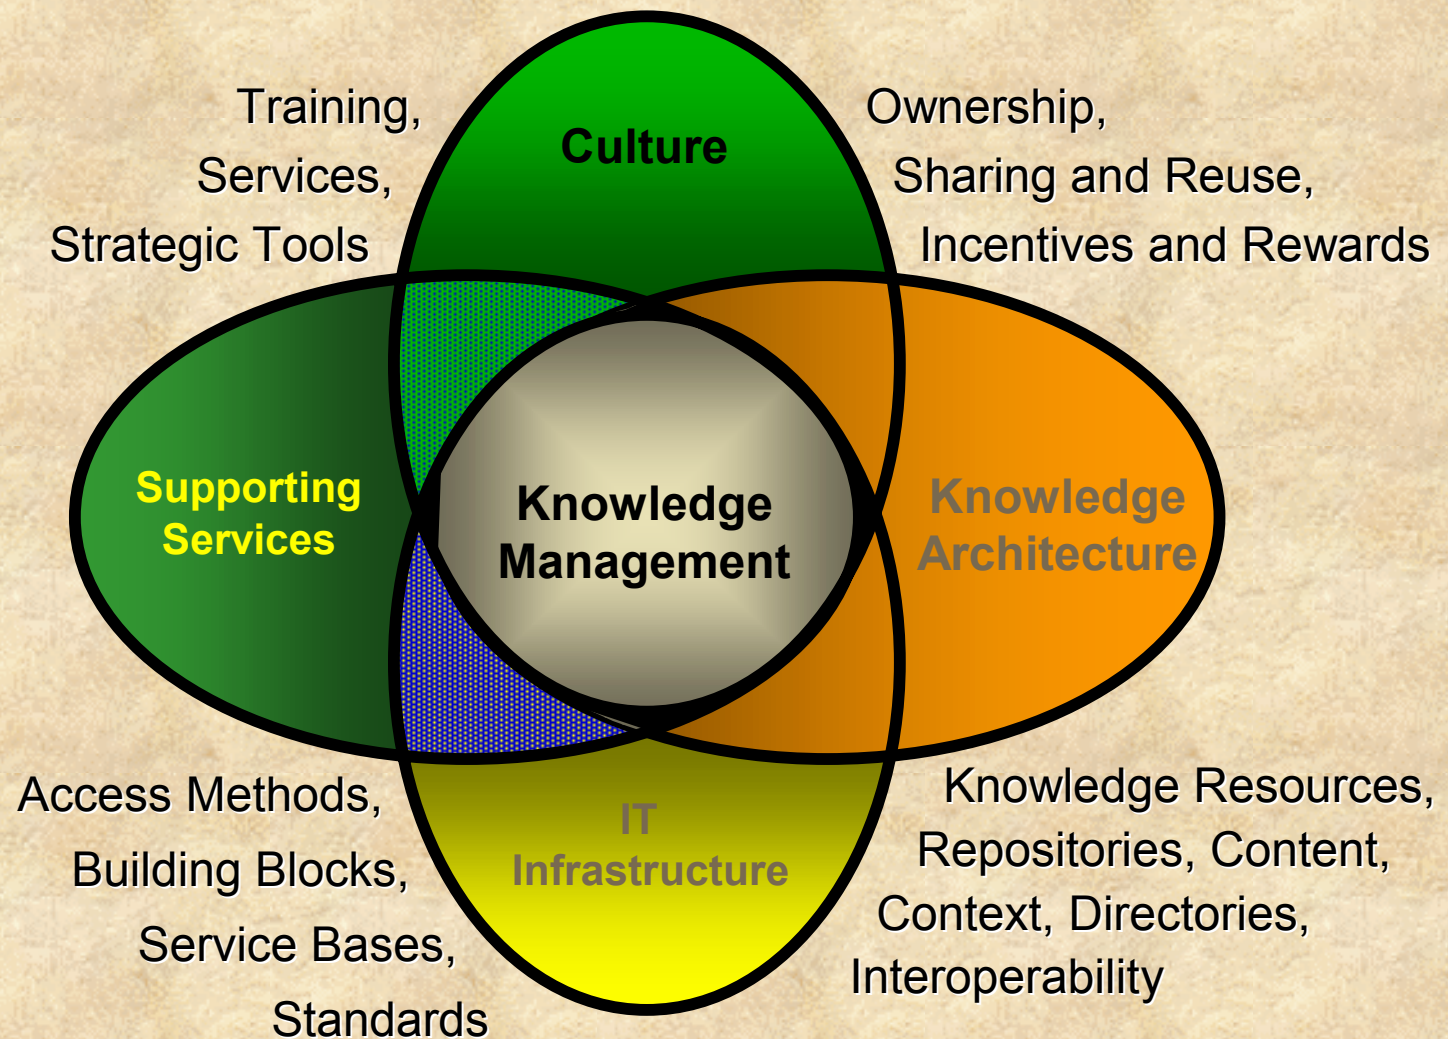 Training,
Services,
Strategic Tools
Culture
Ownership,
Sharing and Reuse,
Incentives and Rewards
Supporting
Services
Knowledge
Management
Knowledge
Architecture
IT
Infrastructure
Access Methods,
Building Blocks,
Service Bases,
Standards
Knowledge Resources,
Repositories, Content,
Context, Directories,
Interoperability